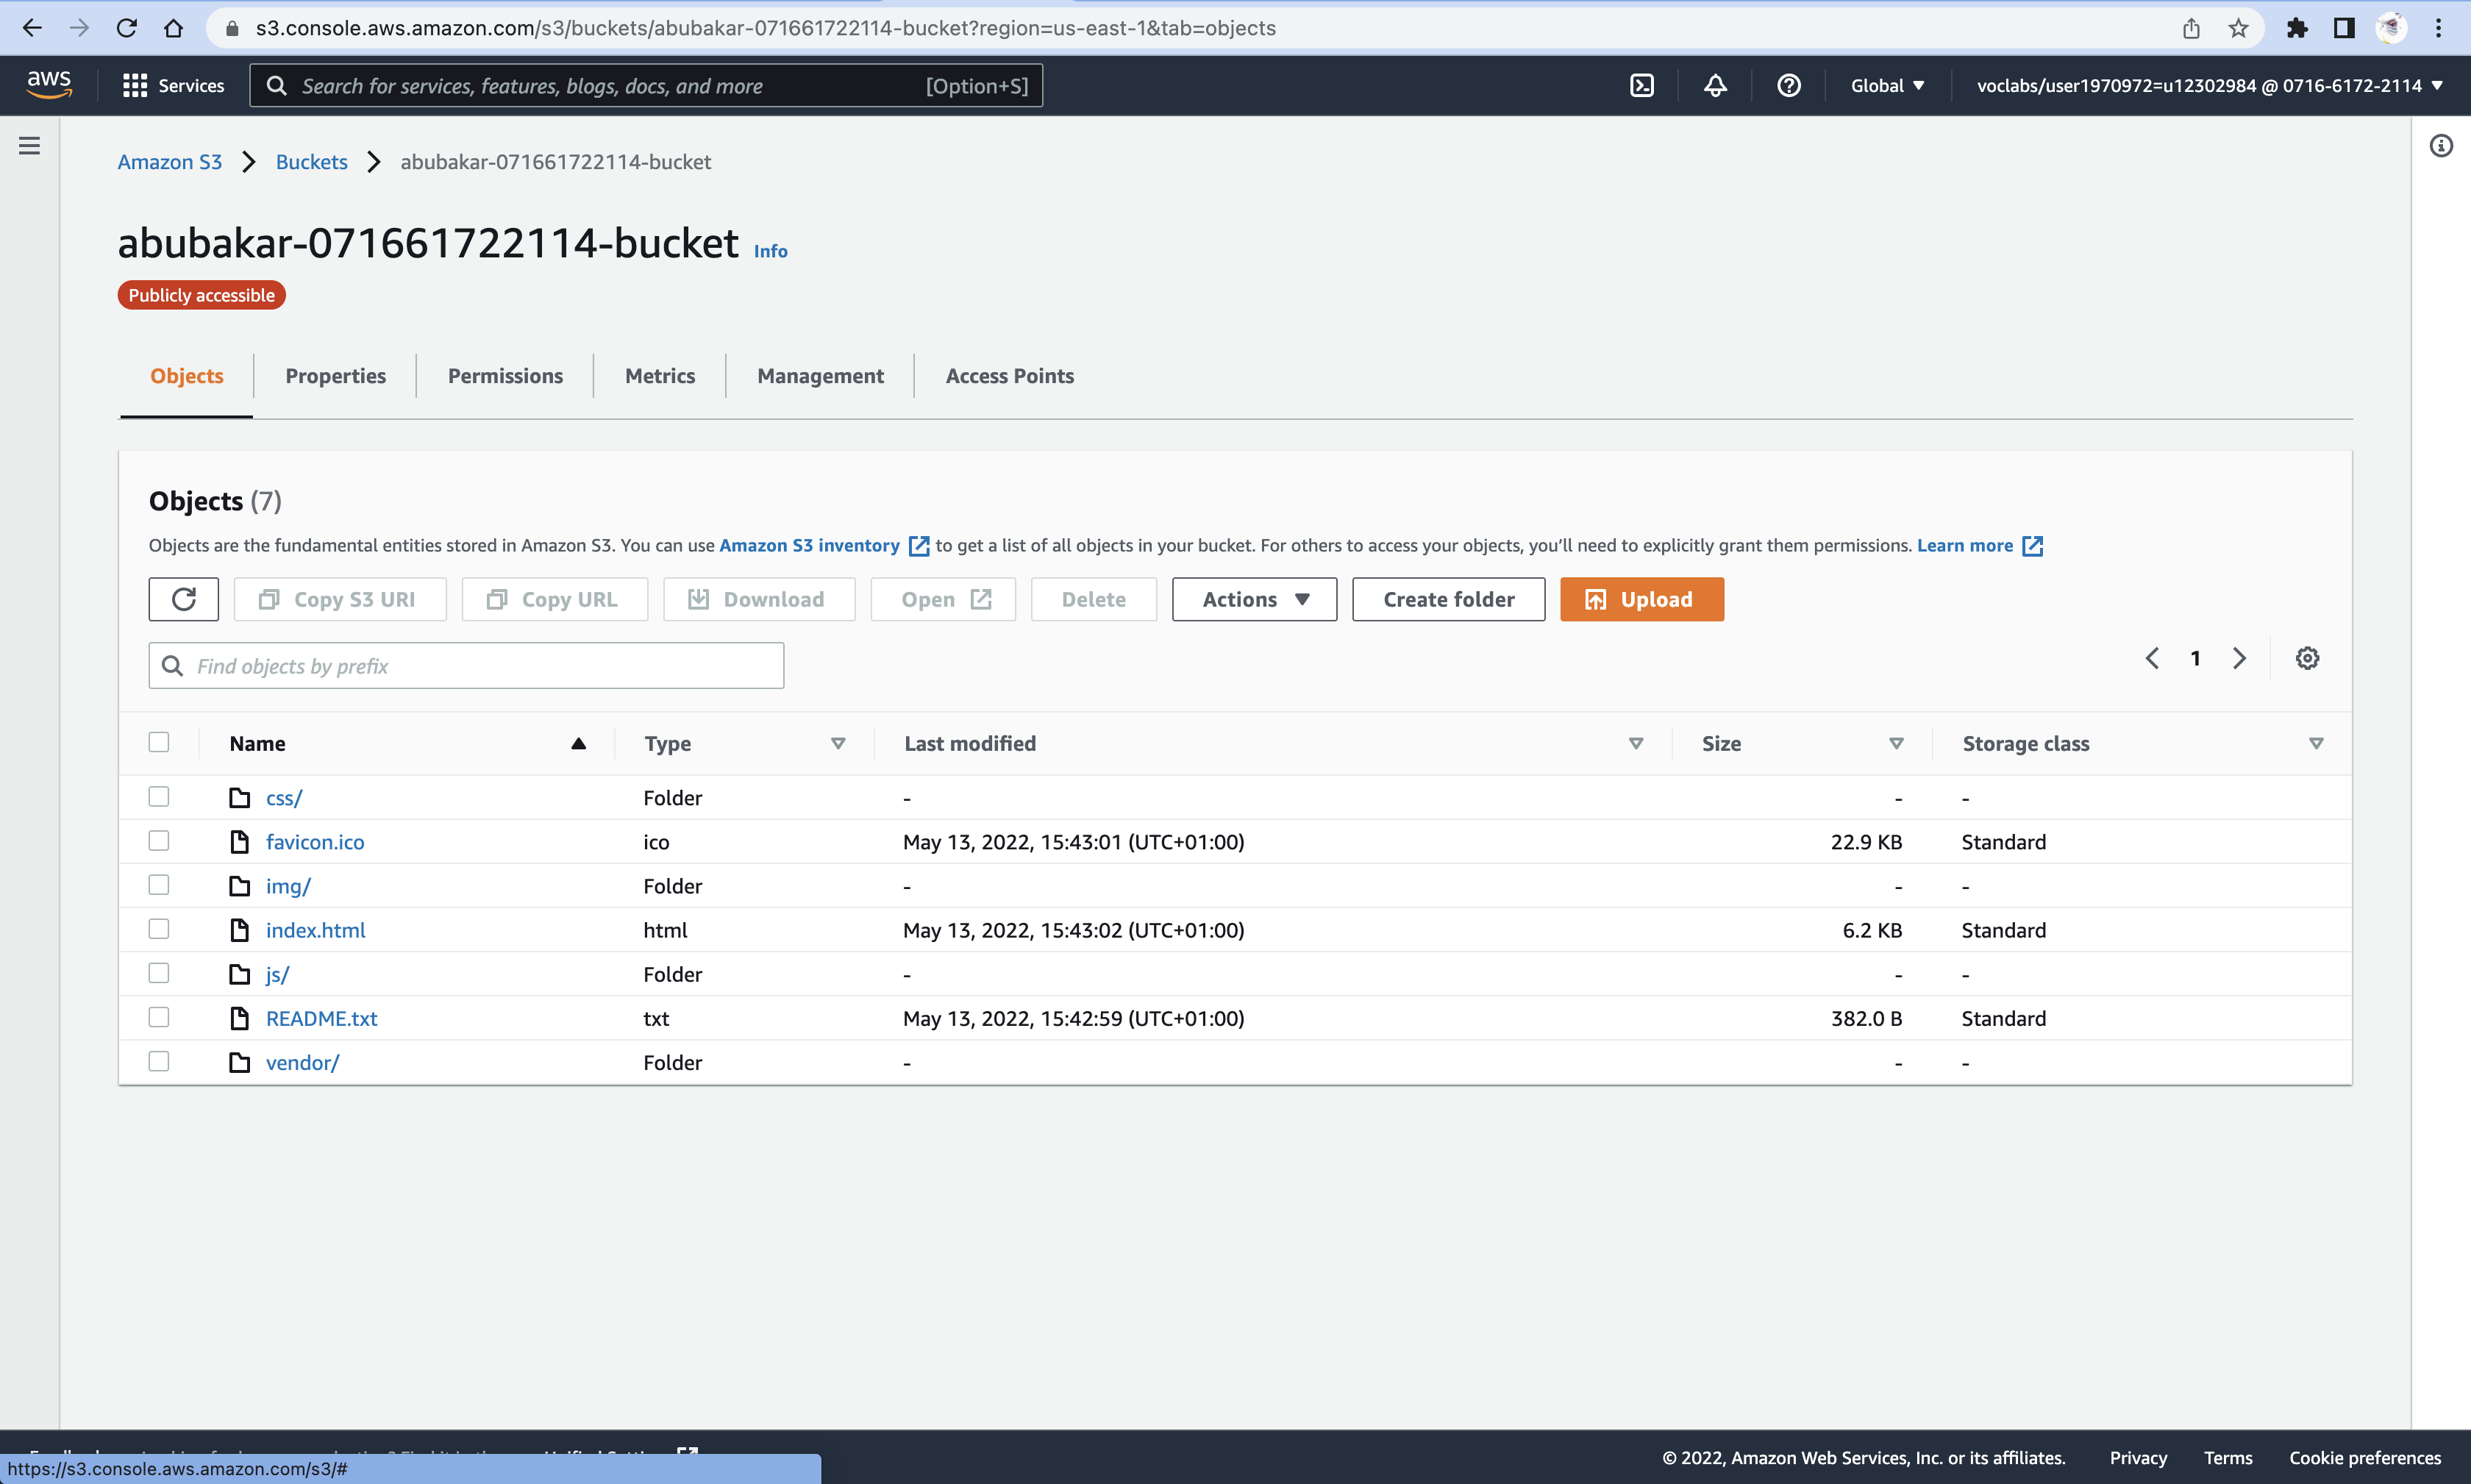 s3.console.aws.amazon.com/s3/buckets/abubakar-071661722114-bucket?region=us-east-1&tab=objects
aws Services Search for services, features, blogs, docs, and more [Option+S] Global voclabs/user1970972=u12302984 @ 0716-6172-2114
Amazon S3 Buckets abubakar-071661722114-bucket
abubakar-071661722114-bucket Info
Publicly accessible
Objects Properties Permissions Metrics Management Access Points
Objects (7)
Objects are the fundamental entities stored in Amazon S3. You can use Amazon S3 inventory to get a list of all objects in your bucket. For others to access your objects, you'll need to explicitly grant them permissions. Learn more
Copy S3 URI Copy URL Download Open Delete Actions Create folder Upload
Find objects by prefix 1
Name Type Last modified Size Storage class
css/ Folder - - -
favicon.ico ico May 13, 2022, 15:43:01 (UTC+01:00) 22.9 KB Standard
img/ Folder - - -
index.html html May 13, 2022, 15:43:02 (UTC+01:00) 6.2 KB Standard
js/ Folder - - -
README.txt txt May 13, 2022, 15:42:59 (UTC+01:00) 382.0 B Standard
vendor/ Folder - - -
© 2022, Amazon Web Services, Inc. or its affiliates. Privacy Terms Cookie preferences
https://s3.console.aws.amazon.com/s3/#